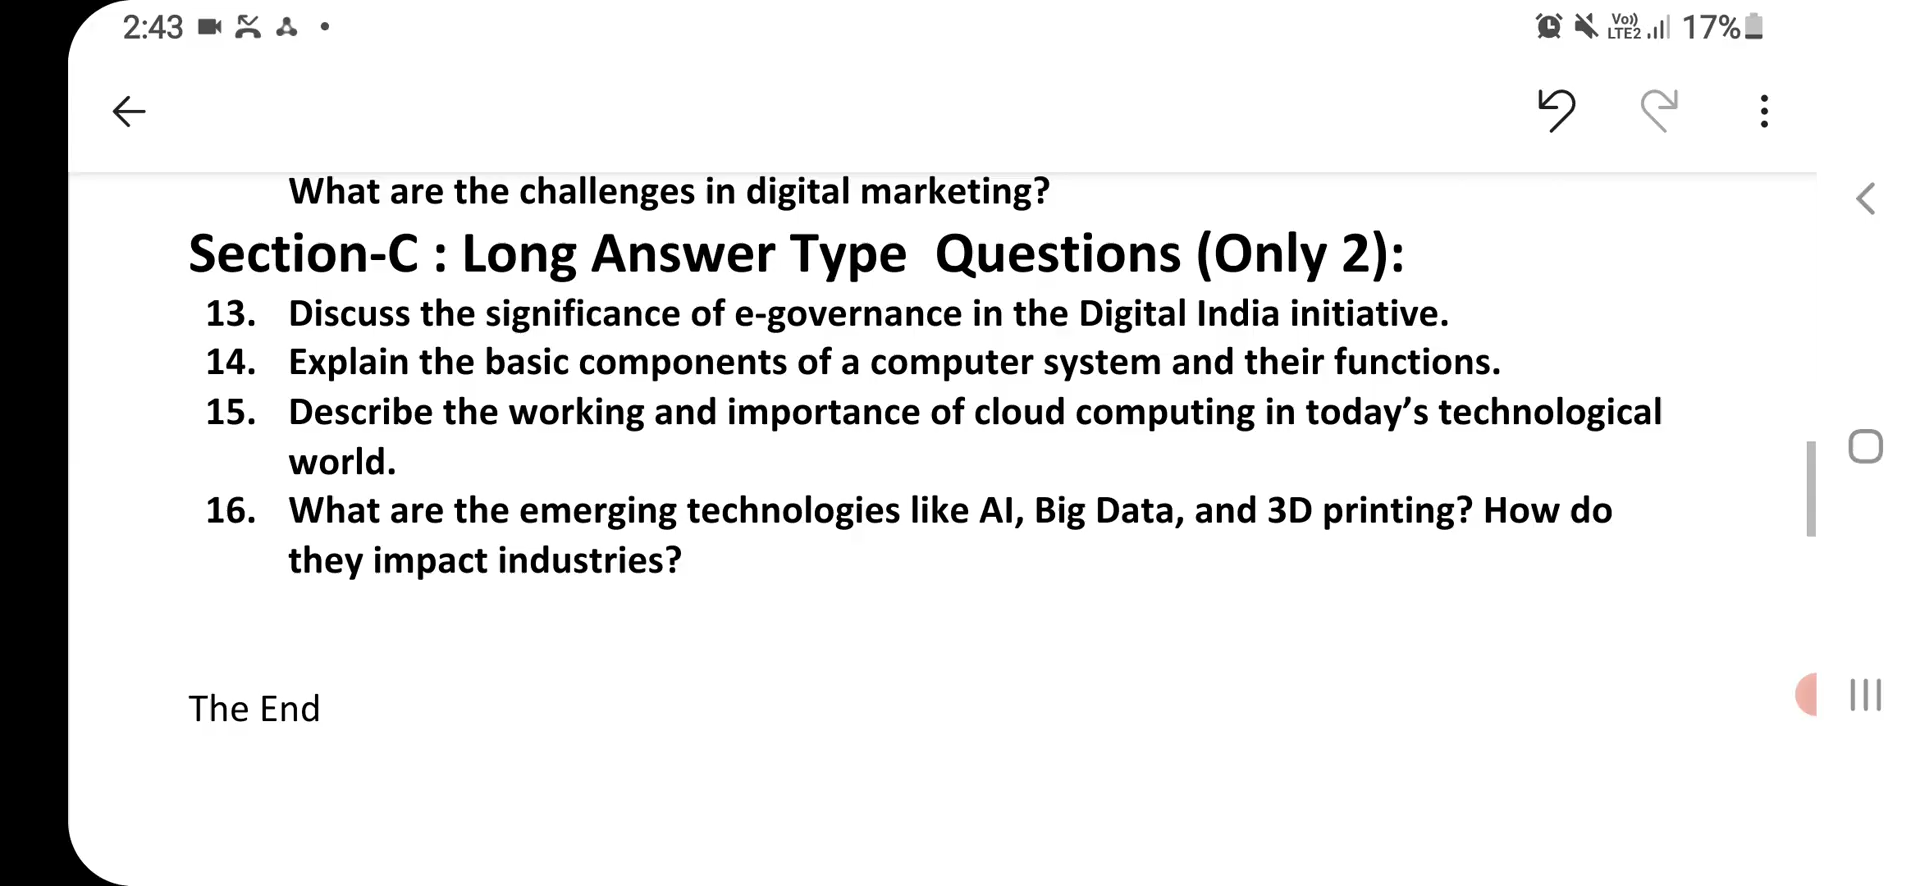 2:43
Vo)) LTE2 17%
What are the challenges in digital marketing?
Section-C : Long Answer Type Questions (Only 2):
13. Discuss the significance of e-governance in the Digital India initiative.
14. Explain the basic components of a computer system and their functions.
15. Describe the working and importance of cloud computing in today’s technological
world.
16. What are the emerging technologies like AI, Big Data, and 3D printing? How do
they impact industries?
The End